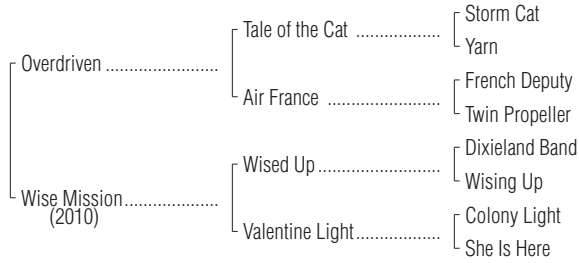 Storm Cat
Tale of the Cat ..................
Yarn
Overdriven ........................
French Deputy
Air France ........................
Twin Propeller
Dixieland Band
Wised Up ..........................
Wising Up
Wise Mission ....................
(2010)
Colony Light
Valentine Light ..................
She Is Here